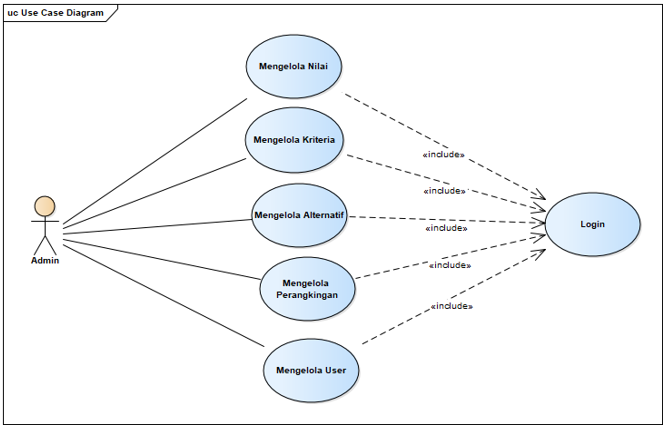 uc Use Case Diagram
Mengelola Nilai
«include»
Mengelola Kriteria
«include»
Mengelola Alternatif
«include»
Login
Admin
Mengelola
Perangkingan
«include»
«include»
Mengelola User